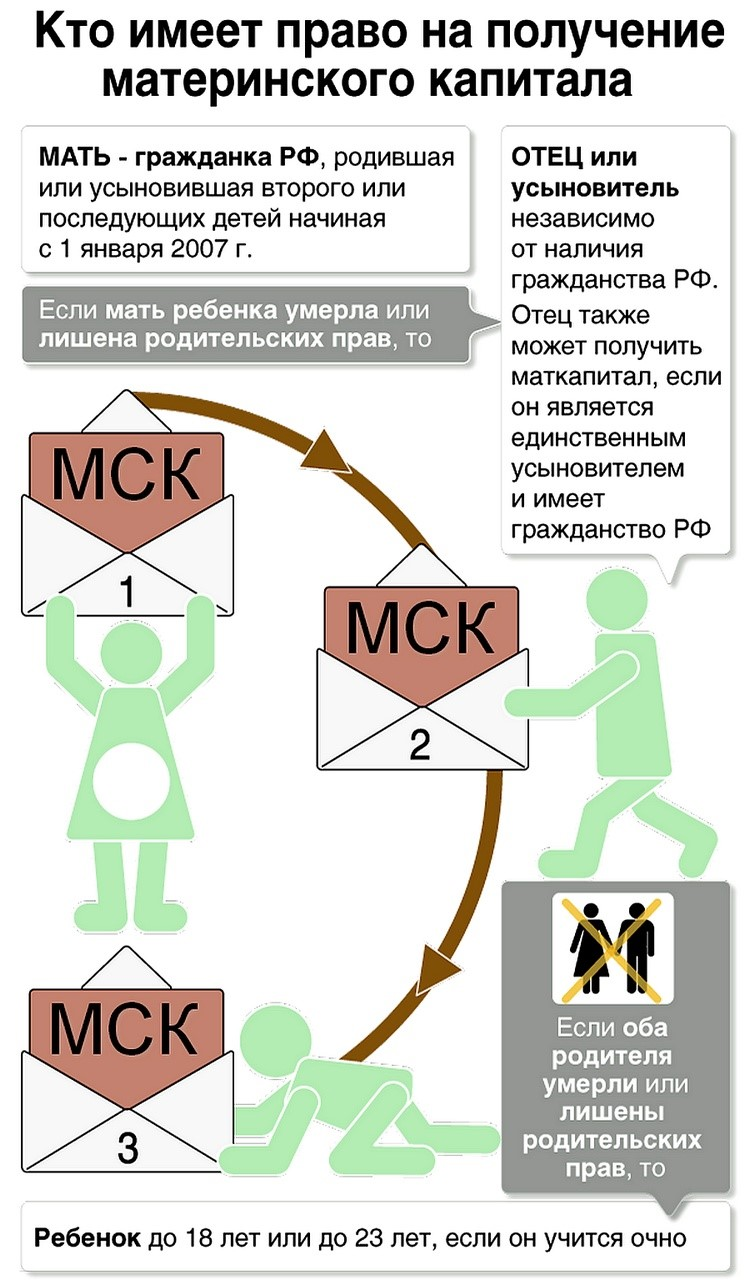 Кто имеет право на получение
материнского капитала
МАТЬ - гражданка РФ, родившая
или усыновившая второго или
последующих детей начиная
с 1 января 2007 г.
Если мать ребенка умерла или
лишена родительских прав, то
ОТЕЦ или
усыновитель
независимо
от наличия
гражданства РФ.
Отец также
может получить
маткапитал, если
он является
единственным
усыновителем
и имеет
гражданство РФ
МСК
1
МСК
2
Если оба
родителя
умерли или
лишены
родительских
прав, то
МСК
3
Ребенок до 18 лет или до 23 лет, если он учится очно